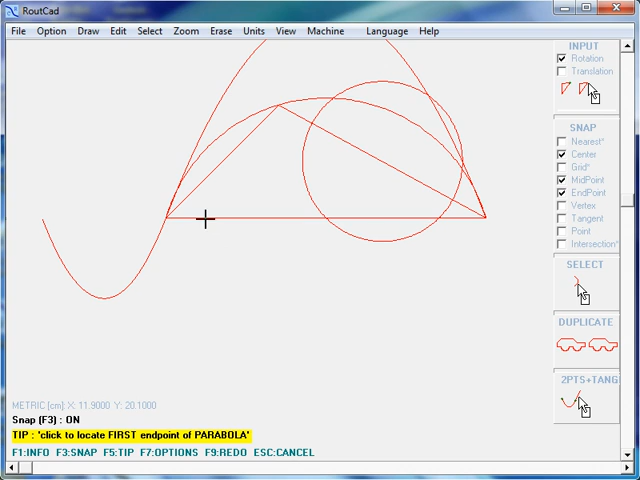 RoutCad
File Option Draw Edit Select Zoom Erase Units View Machine Language Help
INPUT
Rotation
Translation
SNAP
Nearest*
Center
Grid*
MidPoint
EndPoint
Vertex
Tangent
Point
Intersection*
SELECT
DUPLICATE
2PTS+TANG
METRIC [cm]: X: 11.9000 Y: 20.1000
Snap (F3) : ON
TIP : 'click to locate FIRST endpoint of PARABOLA'
F1:INFO F3:SNAP F5:TIP F7:OPTIONS F9:REDO ESC:CANCEL